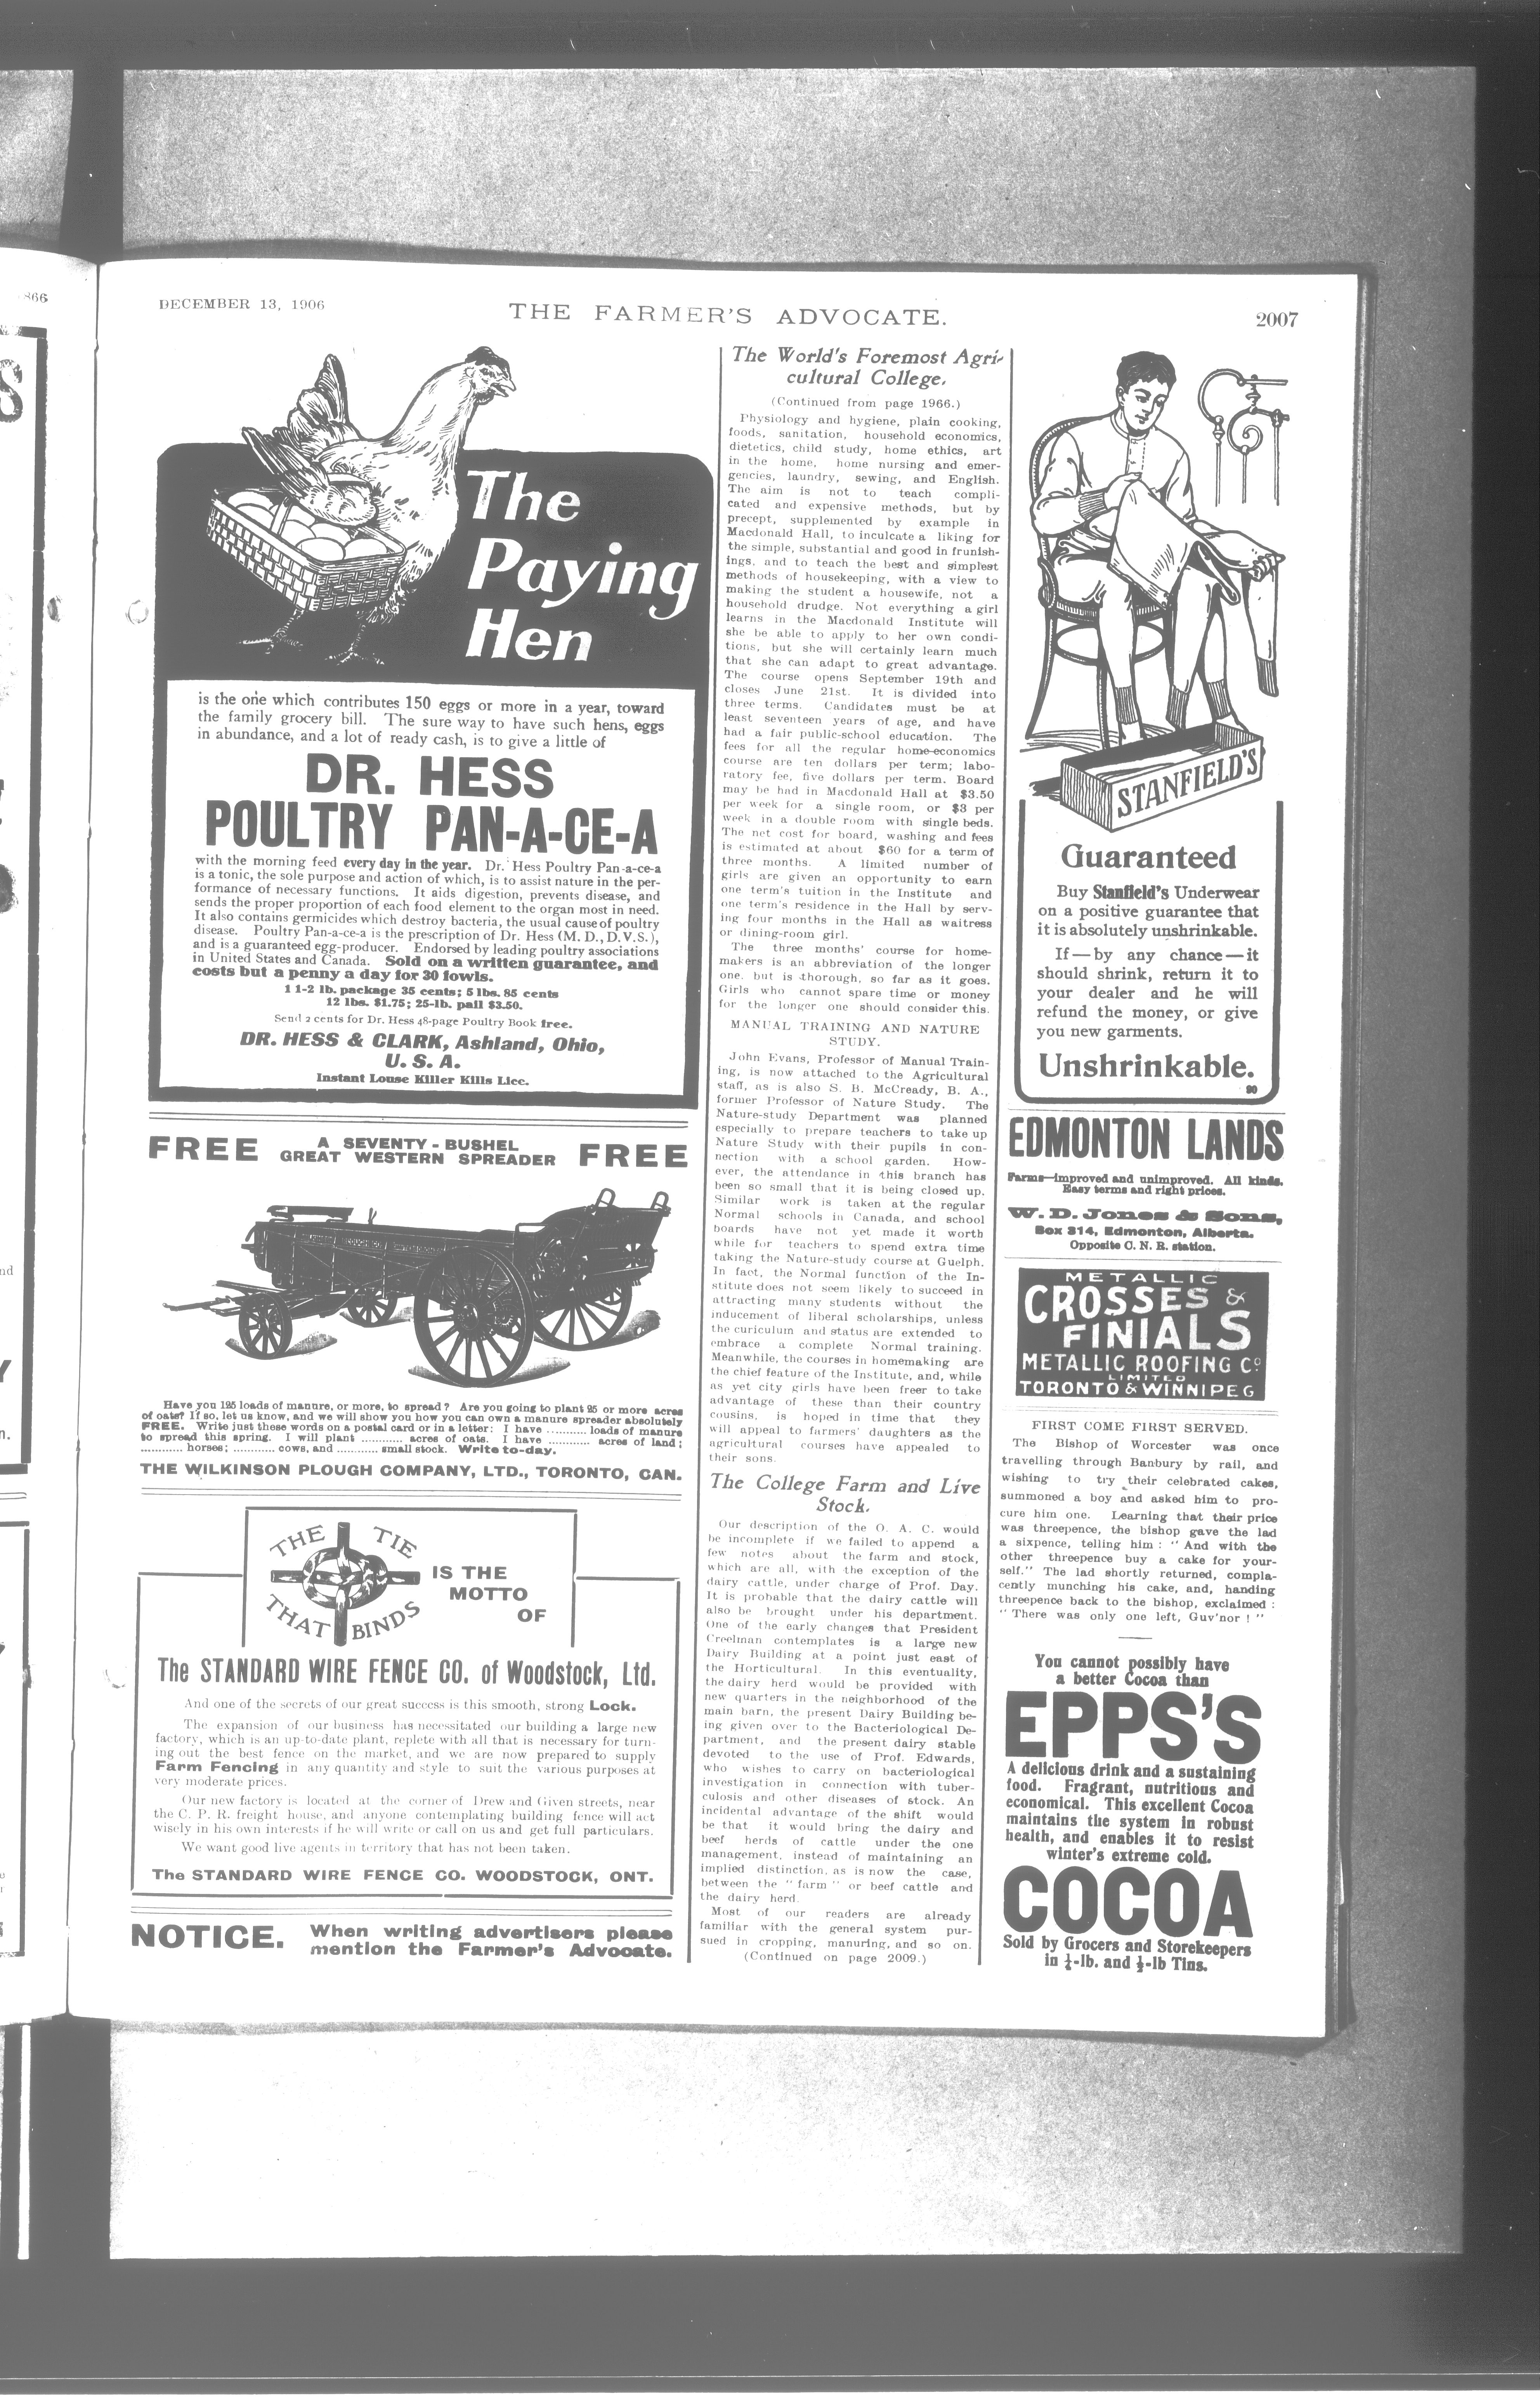 DECEMBER 13, 1906
THE FARMER'S ADVOCATE.
2007
The
Paying
Hen
is the one which contributes 150 eggs or more in a year, toward
the family grocery bill. The sure way to have such hens, eggs
in abundance, and a lot of ready cash, is to give a little of
DR. HESS
POULTRY PAN-A-CE-A
with the morning feed every day in the year. Dr. Hess Poultry Pan-a-ce-a
is a tonic, the sole purpose and action of which, is to assist nature in the per-
formance of necessary functions. It aids digestion, prevents disease, and
sends the proper proportion of each food element to the organ most in need.
It also contains germicides which destroy bacteria, the usual cause of poultry
disease. Poultry Pan-a-ce-a is the prescription of Dr. Hess (M. D., D.V.S.),
and is a guaranteed egg-producer. Endorsed by leading poultry associations
in United States and Canada. Sold on a written guarantee, and
costs but a penny a day for 30 fowls.
1 1-2 lb. package 35 cents; 5 lbs. 85 cents
12 lbs. $1.75; 25-lb. pail $3.50.
Send 2 cents for Dr. Hess 48-page Poultry Book free.
DR. HESS & CLARK, Ashland, Ohio,
U. S. A.
Instant Louse Killer Kills Lice.
FREE
A SEVENTY - BUSHEL
GREAT WESTERN SPREADER
FREE
Have you 125 loads of manure, or more, to spread? Are you going to plant 25 or more acres
of oats? If so, let us know, and we will show you how you can own a manure spreader absolutely
FREE. Write just these words on a postal card or in a letter: I have ........... loads of manure
to spread this spring. I will plant ........... acres of oats. I have ........... acres of land;
........... horses; ........... cows, and ........... small stock. Write to-day.
THE WILKINSON PLOUGH COMPANY, LTD., TORONTO, CAN.
THE TIE
THAT BINDS
IS THE
MOTTO
OF
The STANDARD WIRE FENCE CO. of Woodstock, Ltd.
And one of the secrets of our great success is this smooth, strong Lock.
The expansion of our business has necessitated our building a large new
factory, which is an up-to-date plant, replete with all that is necessary for turn-
ing out the best fence on the market, and we are now prepared to supply
Farm Fencing in any quantity and style to suit the various purposes at
very moderate prices.
Our new factory is located at the corner of Drew and Given streets, near
the C. P. R. freight house, and anyone contemplating building fence will act
wisely in his own interests if he will write or call on us and get full particulars.
We want good live agents in territory that has not been taken.
The STANDARD WIRE FENCE CO. WOODSTOCK, ONT.
NOTICE.
When writing advertisers please
mention the Farmer's Advocate.
The World's Foremost Agri-
cultural College.
(Continued from page 1966.)
Physiology and hygiene, plain cooking,
foods, sanitation, household economics,
dietetics, child study, home ethics, art
in the home, home nursing and emer-
gencies, laundry, sewing, and English.
The aim is not to teach compli-
cated and expensive methods, but by
precept, supplemented by example in
Macdonald Hall, to inculcate a liking for
the simple, substantial and good in frunish-
ings, and to teach the best and simplest
methods of housekeeping, with a view to
making the student a housewife, not a
household drudge. Not everything a girl
learns in the Macdonald Institute will
she be able to apply to her own condi-
tions, but she will certainly learn much
that she can adapt to great advantage.
The course opens September 19th and
closes June 21st. It is divided into
three terms. Candidates must be at
least seventeen years of age, and have
had a fair public-school education. The
fees for all the regular home-economics
course are ten dollars per term; labo-
ratory fee, five dollars per term. Board
may be had in Macdonald Hall at $3.50
per week for a single room, or $3 per
week in a double room with single beds.
The net cost for board, washing and fees
is estimated at about $60 for a term of
three months. A limited number of
girls are given an opportunity to earn
one term's tuition in the Institute and
one term's residence in the Hall by serv-
ing four months in the Hall as waitress
or dining-room girl.
The three months' course for home-
makers is an abbreviation of the longer
one, but is thorough, so far as it goes.
Girls who cannot spare time or money
for the longer one should consider this.
MANUAL TRAINING AND NATURE
STUDY.
John Evans, Professor of Manual Train-
ing, is now attached to the Agricultural
staff, as is also S. B. McCready, B. A.,
former Professor of Nature Study. The
Nature-study Department was planned
especially to prepare teachers to take up
Nature Study with their pupils in con-
nection with a school garden. How-
ever, the attendance in this branch has
been so small that it is being closed up.
Similar work is taken at the regular
Normal schools in Canada, and school
boards have not yet made it worth
while for teachers to spend extra time
taking the Nature-study course at Guelph.
In fact, the Normal function of the In-
stitute does not seem likely to succeed in
attracting many students without the
inducement of liberal scholarships, unless
the curiculum and status are extended to
embrace a complete Normal training.
Meanwhile, the courses in homemaking are
the chief feature of the Institute, and, while
as yet city girls have been freer to take
advantage of these than their country
cousins, is hoped in time that they
will appeal to farmers' daughters as the
agricultural courses have appealed to
their sons.
The College Farm and Live
Stock.
Our description of the O. A. C. would
be incomplete if we failed to append a
few notes about the farm and stock,
which are all, with the exception of the
dairy cattle, under charge of Prof. Day.
It is probable that the dairy cattle will
also be brought under his department.
One of the early changes that President
Creelman contemplates is a large new
Dairy Building at a point just east of
the Horticultural. In this eventuality,
the dairy herd would be provided with
new quarters in the neighborhood of the
main barn, the present Dairy Building be-
ing given over to the Bacteriological De-
partment, and the present dairy stable
devoted to the use of Prof. Edwards,
who wishes to carry on bacteriological
investigation in connection with tuber-
culosis and other diseases of stock. An
incidental advantage of the shift would
be that it would bring the dairy and
beef herds of cattle under the one
management, instead of maintaining an
implied distinction, as is now the case,
between the "farm" or beef cattle and
the dairy herd.
Most of our readers are already
familiar with the general system pur-
sued in cropping, manuring, and so on.
(Continued on page 2009.)
STANFIELD'S
Guaranteed
Buy Stanfield's Underwear
on a positive guarantee that
it is absolutely unshrinkable.
If—by any chance—it
should shrink, return it to
your dealer and he will
refund the money, or give
you new garments.
Unshrinkable.
90
EDMONTON LANDS
Farms—improved and unimproved. All kinds.
Easy terms and right prices.
W. D. Jones & Sons,
Box 314, Edmonton, Alberta.
Opposite C. N. R. station.
METALLIC
CROSSES &
FINIALS
METALLIC ROOFING Co
LIMITED
TORONTO & WINNIPEG
FIRST COME FIRST SERVED.
The Bishop of Worcester was once
travelling through Banbury by rail, and
wishing to try their celebrated cakes,
summoned a boy and asked him to pro-
cure him one. Learning that their price
was threepence, the bishop gave the lad
a sixpence, telling him : " And with the
other threepence buy a cake for your-
self." The lad shortly returned, compla-
cently munching his cake, and, handing
threepence back to the bishop, exclaimed :
" There was only one left, Guv'nor ! "
You cannot possibly have
a better Cocoa than
EPPS'S
A delicious drink and a sustaining
food. Fragrant, nutritious and
economical. This excellent Cocoa
maintains the system in robust
health, and enables it to resist
winter's extreme cold.
COCOA
Sold by Grocers and Storekeepers
in ¼-lb. and ½-lb Tins.